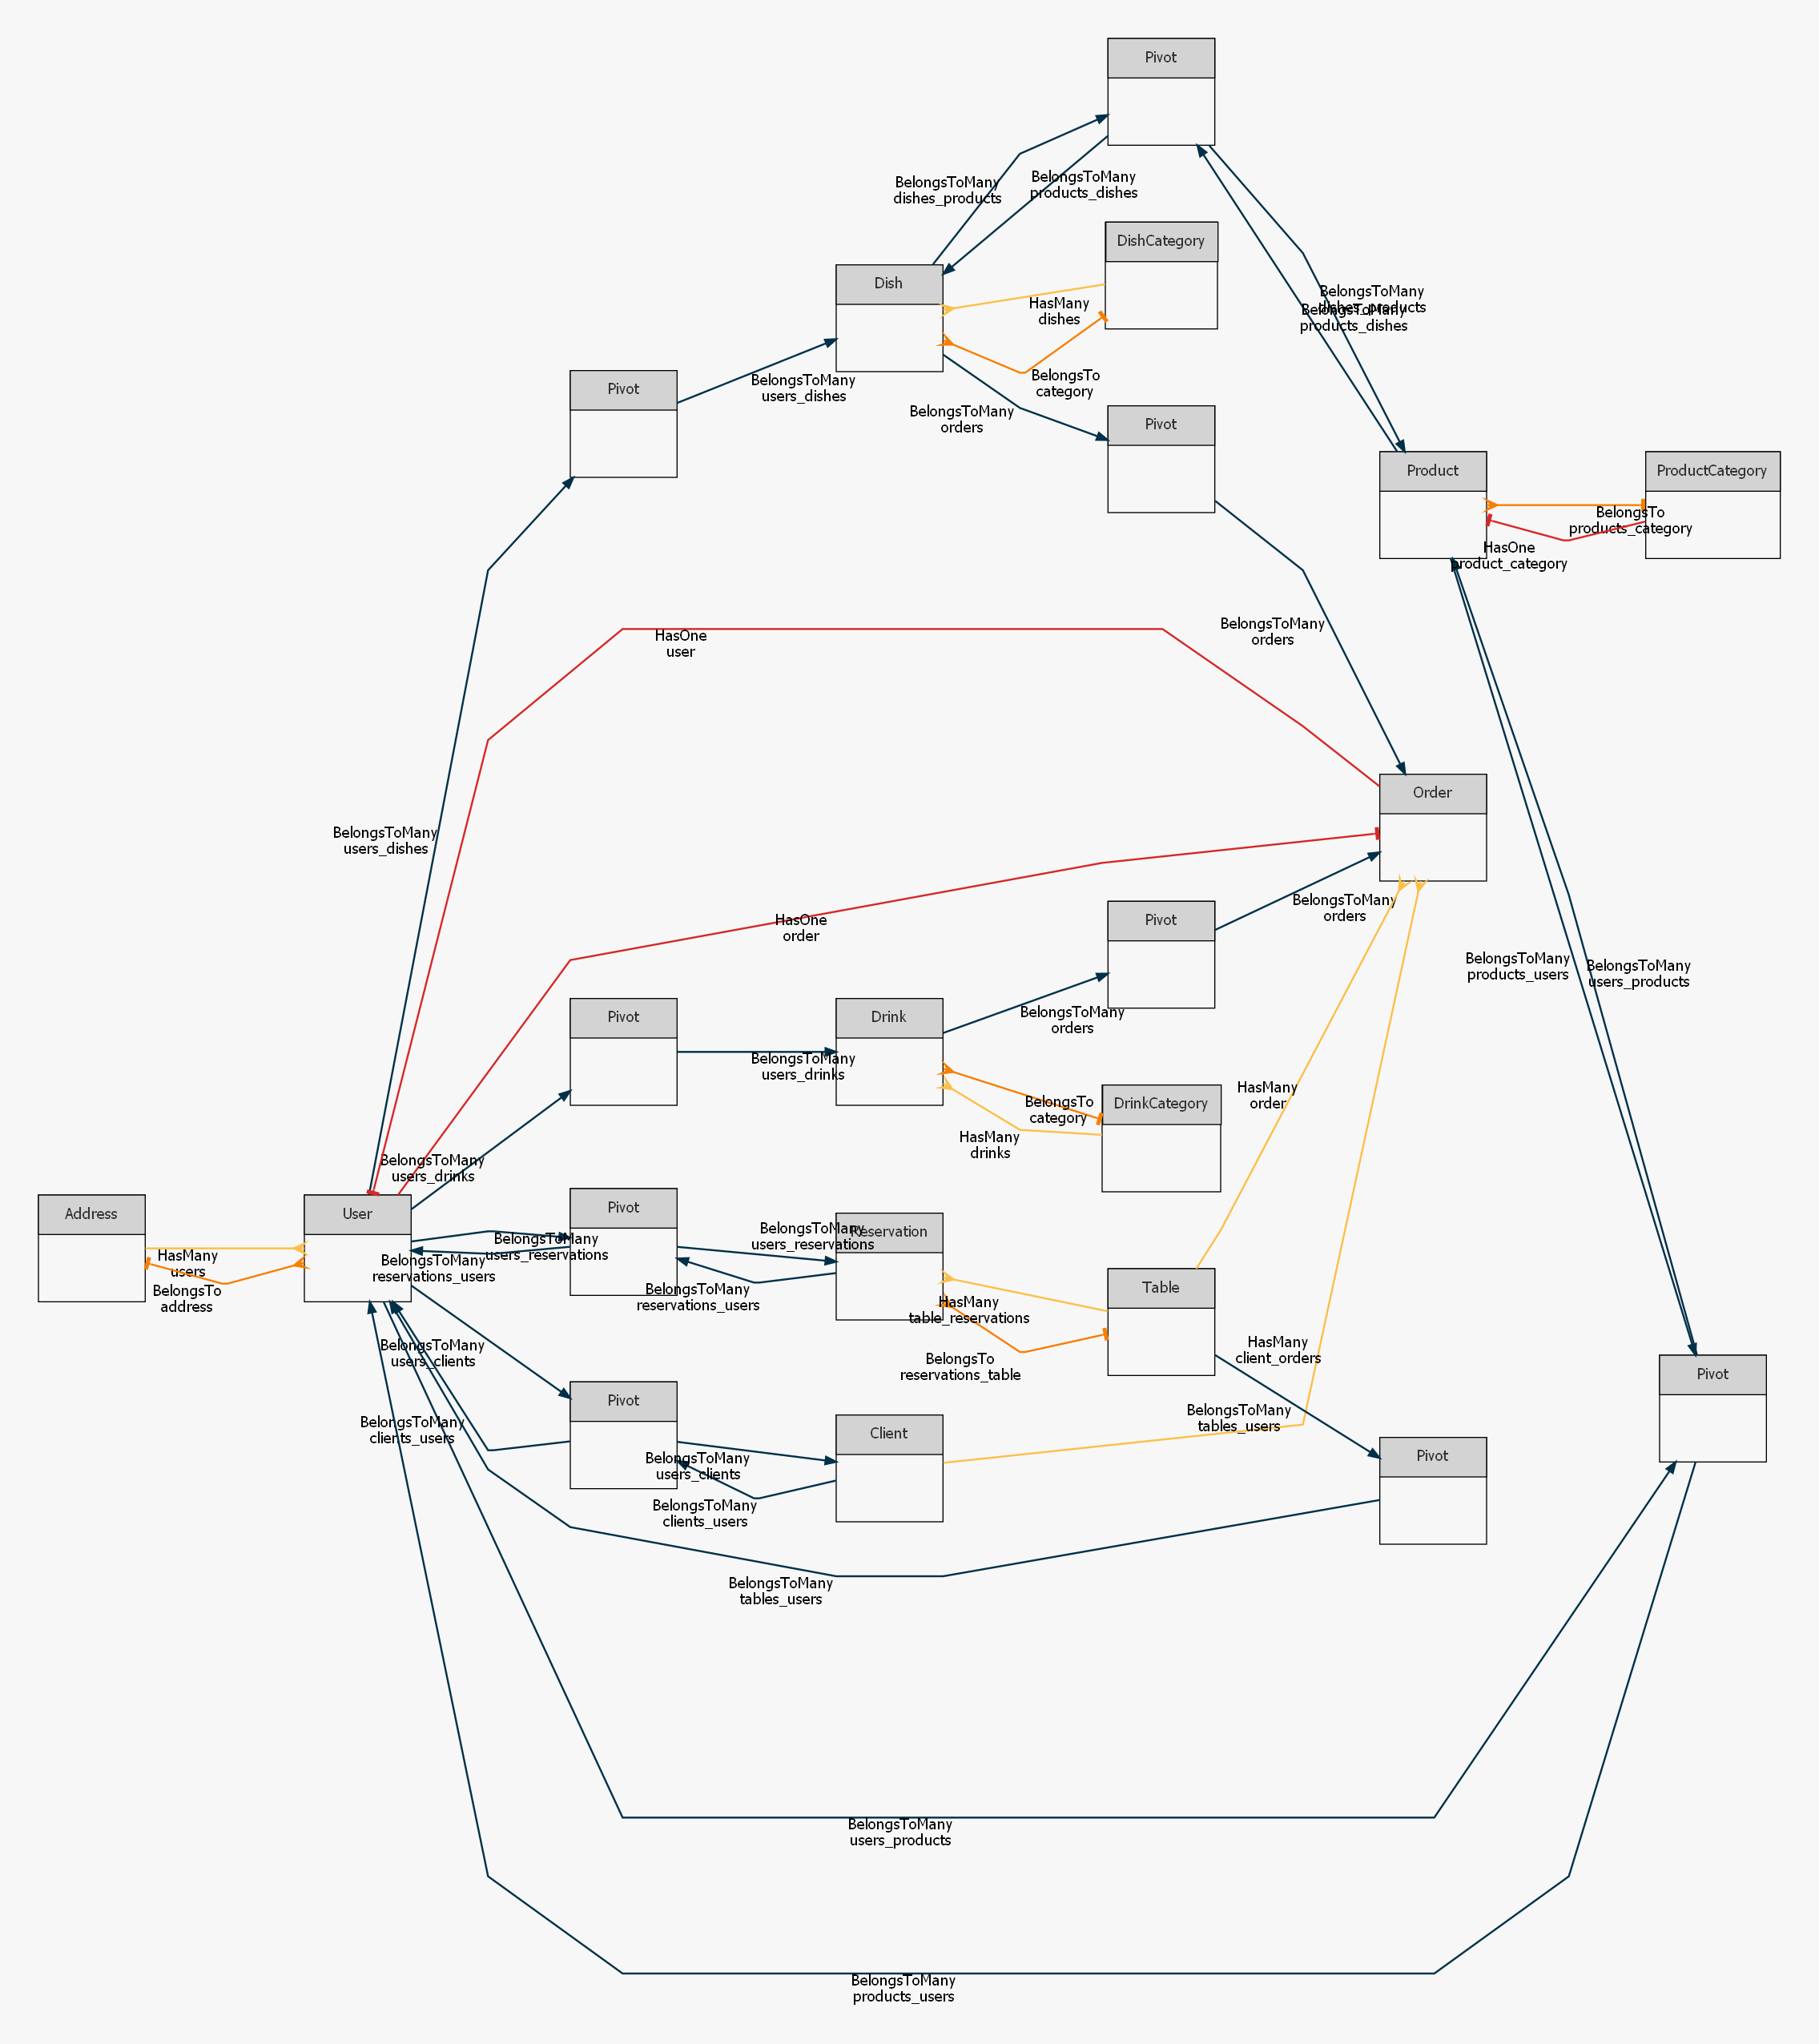 Pivot
BelongsToMany
dishes_products
BelongsToMany
products_dishes
DishCategory
Dish
HasMany
dishes
BelongsToMany
dishes_products
BelongsToMany
products_dishes
Pivot
BelongsToMany
users_dishes
BelongsTo
category
BelongsToMany
orders
Pivot
Product
ProductCategory
BelongsTo
products_category
HasOne
product_category
BelongsToMany
orders
HasOne
user
Order
BelongsToMany
users_dishes
HasOne
order
Pivot
BelongsToMany
orders
BelongsToMany
products_users
BelongsToMany
users_products
Pivot
Drink
BelongsToMany
orders
BelongsToMany
users_drinks
BelongsTo
category
DrinkCategory
HasMany
order
HasMany
drinks
BelongsToMany
users_drinks
Address
User
Pivot
Reservation
BelongsToMany
users_reservations
BelongsToMany
users_reservations
HasMany
users
BelongsToMany
reservations_users
BelongsTo
address
BelongsToMany
reservations_users
HasMany
table_reservations
Table
HasMany
client_orders
BelongsToMany
users_clients
BelongsTo
reservations_table
Pivot
Pivot
BelongsToMany
clients_users
Client
BelongsToMany
tables_users
Pivot
BelongsToMany
users_clients
BelongsToMany
clients_users
BelongsToMany
tables_users
BelongsToMany
users_products
BelongsToMany
products_users